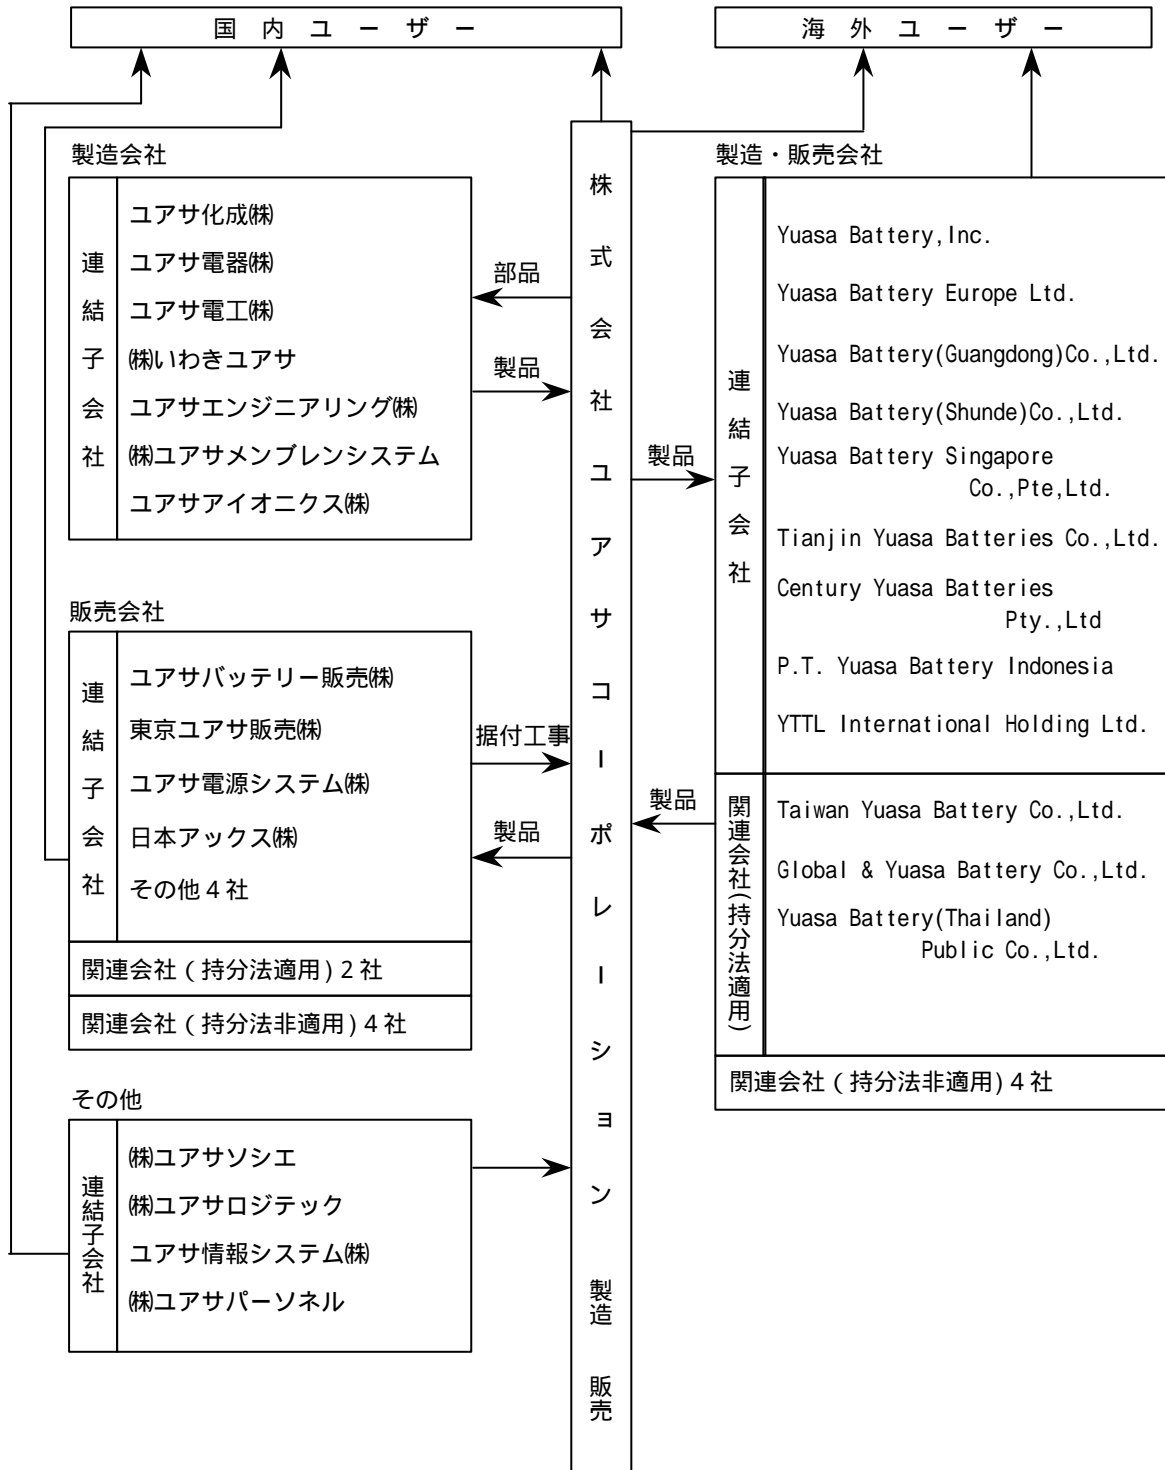 国内ユーザー
海外ユーザー
製造会社
連結子会社
ユアサ化成㈱
ユアサ電器㈱
ユアサ電工㈱
㈱いわきユアサ
ユアサエンジニアリング㈱
㈱ユアサメンブレンシステム
ユアサアイオニクス㈱
部品
製品
販売会社
連結子会社
ユアサバッテリー販売㈱
東京ユアサ販売㈱
ユアサ電源システム㈱
日本アックス㈱
その他４社
関連会社（持分法適用）２社
関連会社（持分法非適用）４社
据付工事
製品
その他
連結子会社
㈱ユアサソシエ
㈱ユアサロジテック
ユアサ情報システム㈱
㈱ユアサパーソネル
株式会社ユアサコーポレーション
製造
販売
製品
製品
製造・販売会社
連結子会社
Yuasa Battery,Inc.
Yuasa Battery Europe Ltd.
Yuasa Battery(Guangdong)Co.,Ltd.
Yuasa Battery(Shunde)Co.,Ltd.
Yuasa Battery Singapore
Co.,Pte,Ltd.
Tianjin Yuasa Batteries Co.,Ltd.
Century Yuasa Batteries
Pty.,Ltd
P.T. Yuasa Battery Indonesia
YTTL International Holding Ltd.
関連会社（持分法適用）
Taiwan Yuasa Battery Co.,Ltd.
Global & Yuasa Battery Co.,Ltd.
Yuasa Battery(Thailand)
Public Co.,Ltd.
関連会社（持分法非適用）４社